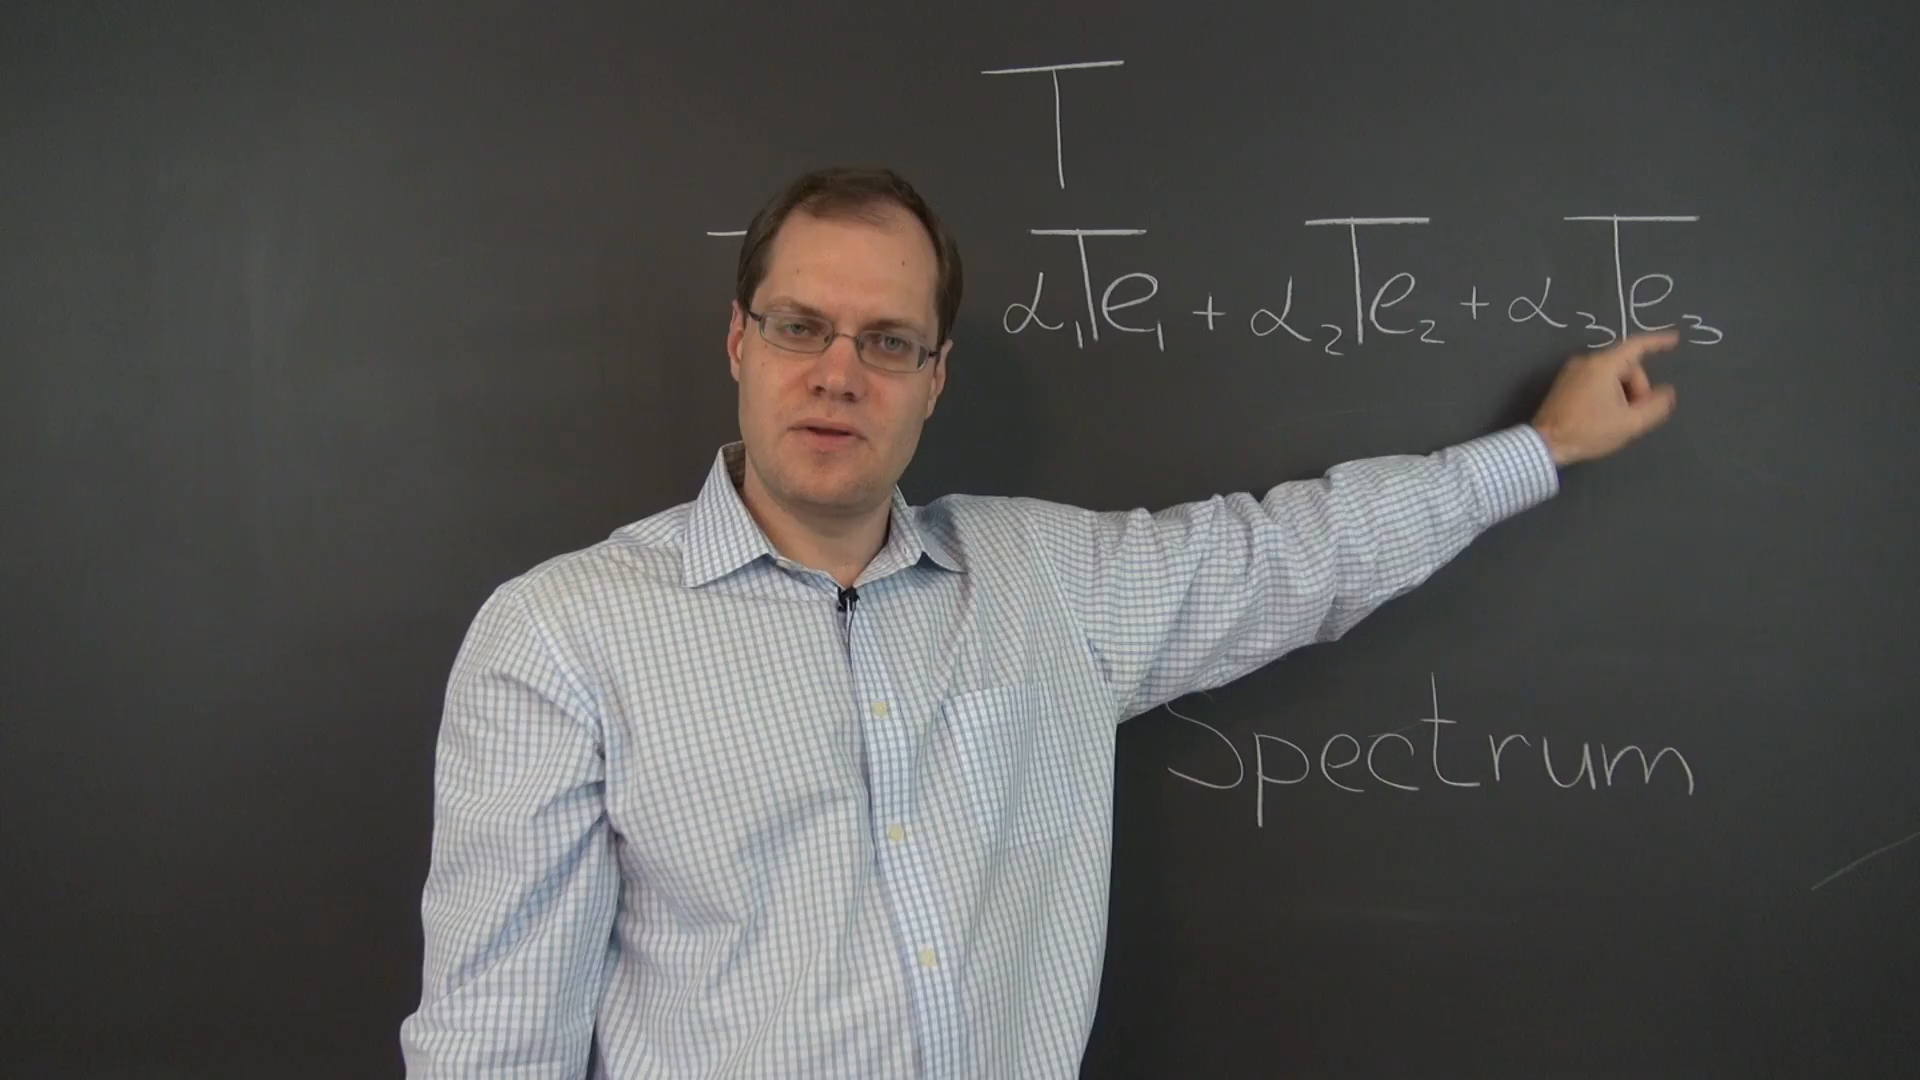 T
α₁Te₁ + α₂Te₂ + α₃Te₃
Spectrum